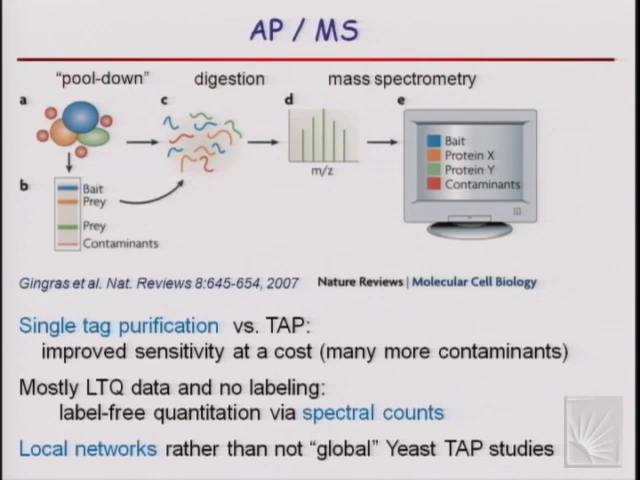 AP / MS
“pool-down” digestion mass spectrometry
a c d e
b
Bait
Prey
Prey
Contaminants
m/z
Bait
Protein X
Protein Y
Contaminants
Gingras et al. Nat. Reviews 8:645-654, 2007 Nature Reviews | Molecular Cell Biology
Single tag purification vs. TAP:
improved sensitivity at a cost (many more contaminants)
Mostly LTQ data and no labeling:
label-free quantitation via spectral counts
Local networks rather than not “global” Yeast TAP studies